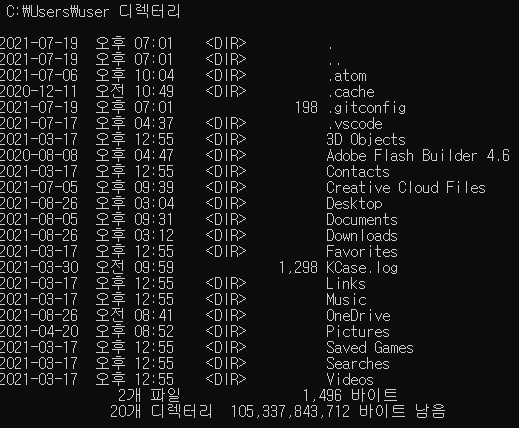 C:\Users\user 디렉터리
2021-07-19 오후 07:01 <DIR> .
2021-07-19 오후 07:01 <DIR> ..
2021-07-06 오후 10:04 <DIR> .atom
2020-12-11 오전 10:49 <DIR> .cache
2021-07-19 오후 07:01 198 .gitconfig
2021-07-17 오후 04:37 <DIR> .vscode
2021-03-17 오후 12:55 <DIR> 3D Objects
2020-08-08 오후 04:47 <DIR> Adobe Flash Builder 4.6
2021-03-17 오후 12:55 <DIR> Contacts
2021-07-05 오후 09:39 <DIR> Creative Cloud Files
2021-08-26 오후 03:04 <DIR> Desktop
2021-08-05 오후 09:31 <DIR> Documents
2021-08-26 오후 03:12 <DIR> Downloads
2021-03-17 오후 12:55 <DIR> Favorites
2021-03-30 오전 09:59 1,298 KCase.log
2021-03-17 오후 12:55 <DIR> Links
2021-03-17 오후 12:55 <DIR> Music
2021-08-26 오전 08:41 <DIR> OneDrive
2021-04-20 오후 08:52 <DIR> Pictures
2021-03-17 오후 12:55 <DIR> Saved Games
2021-03-17 오후 12:55 <DIR> Searches
2021-03-17 오후 12:55 <DIR> Videos
2개 파일 1,496 바이트
20개 디렉터리 105,337,843,712 바이트 남음